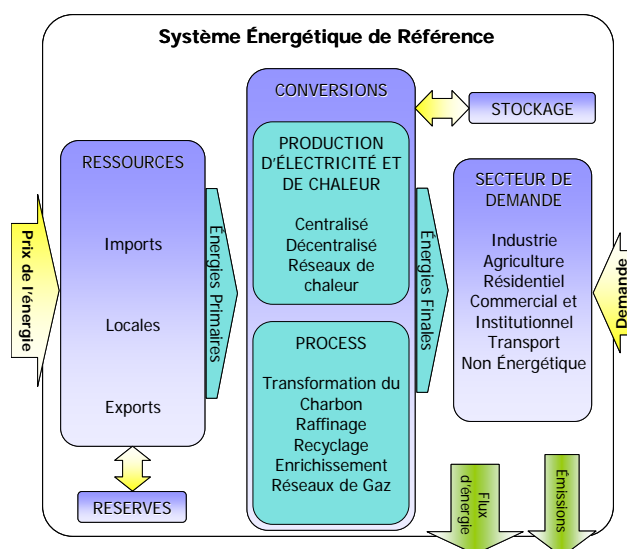 Système Énergétique de Référence
Prix de l'énergie
RESSOURCES
Imports
Locales
Exports
RESERVES
Énergies Primaires
CONVERSIONS
PRODUCTION
D'ÉLECTRICITÉ ET
DE CHALEUR
Centralisé
Décentralisé
Réseaux de
chaleur
PROCESS
Transformation du
Charbon
Raffinage
Recyclage
Enrichissement
Réseaux de Gaz
Énergies Finales
STOCKAGE
SECTEUR DE
DEMANDE
Industrie
Agriculture
Résidentiel
Commercial et
Institutionnel
Transport
Non Énergétique
Demande
Flux
d'énergie
Émissions